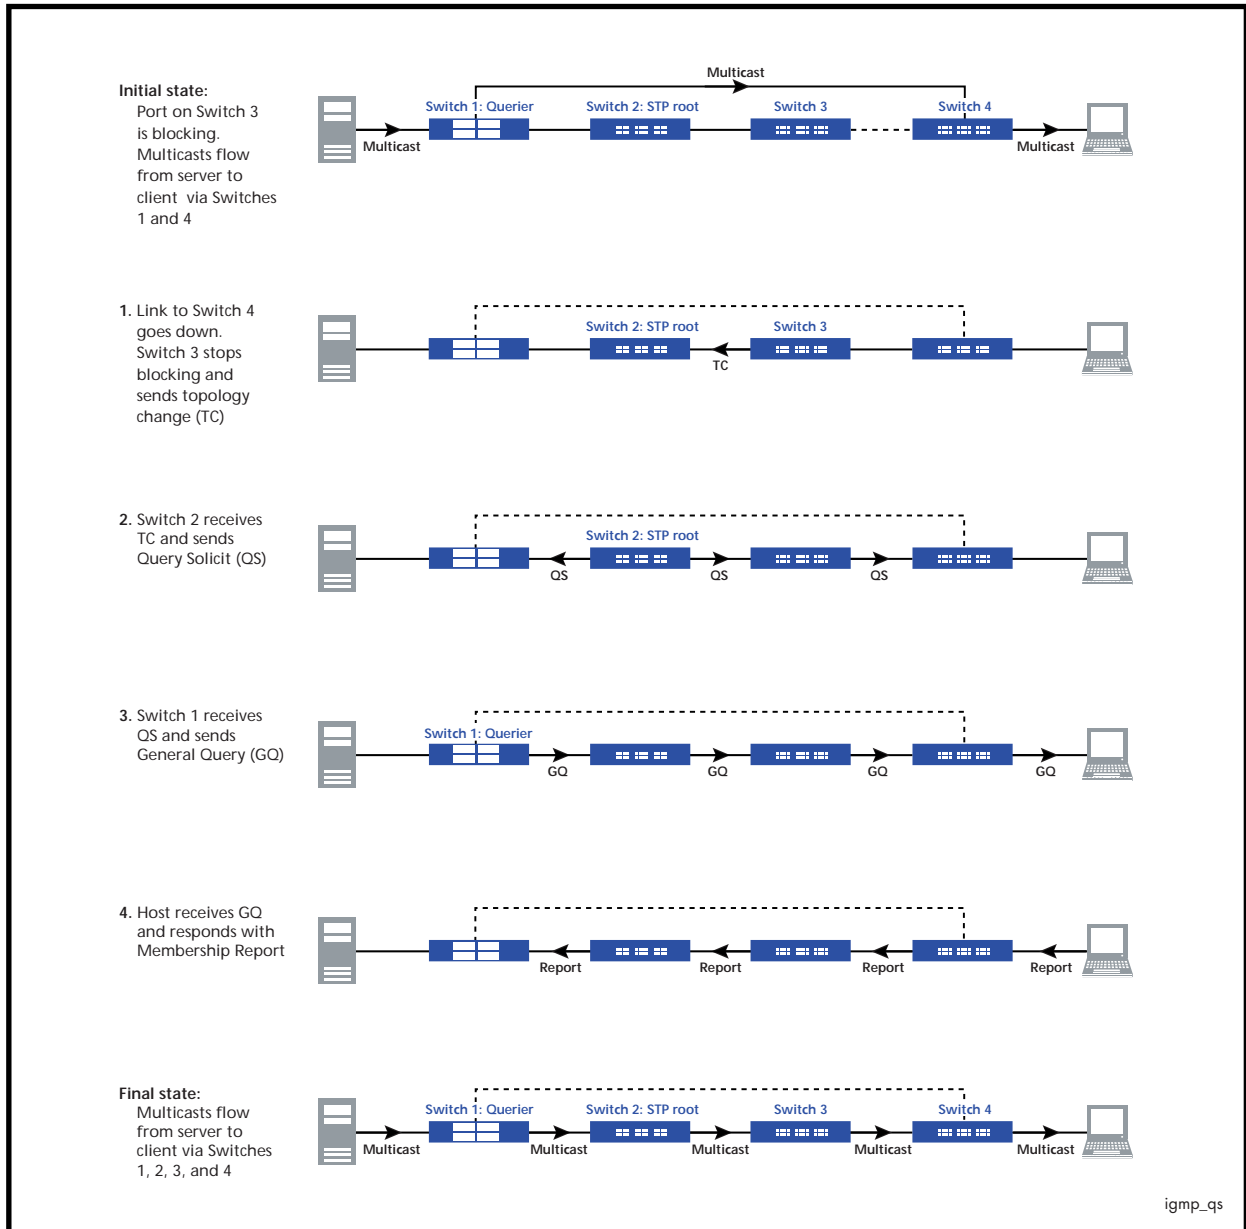 Initial state:
Port on Switch 3
is blocking.
Multicasts flow
from server to
client via Switches
1 and 4
Multicast
Switch 1: Querier
Switch 2: STP root
Switch 3
Switch 4
Multicast
Multicast
1. Link to Switch 4
goes down.
Switch 3 stops
blocking and
sends topology
change (TC)
Switch 2: STP root
Switch 3
TC
2. Switch 2 receives
TC and sends
Query Solicit (QS)
Switch 2: STP root
QS
QS
QS
3. Switch 1 receives
QS and sends
General Query (GQ)
Switch 1: Querier
GQ
GQ
GQ
GQ
4. Host receives GQ
and responds with
Membership Report
Report
Report
Report
Report
Final state:
Multicasts flow
from server to
client via Switches
1, 2, 3, and 4
Switch 1: Querier
Switch 2: STP root
Switch 3
Switch 4
Multicast
Multicast
Multicast
Multicast
Multicast
igmp_qs